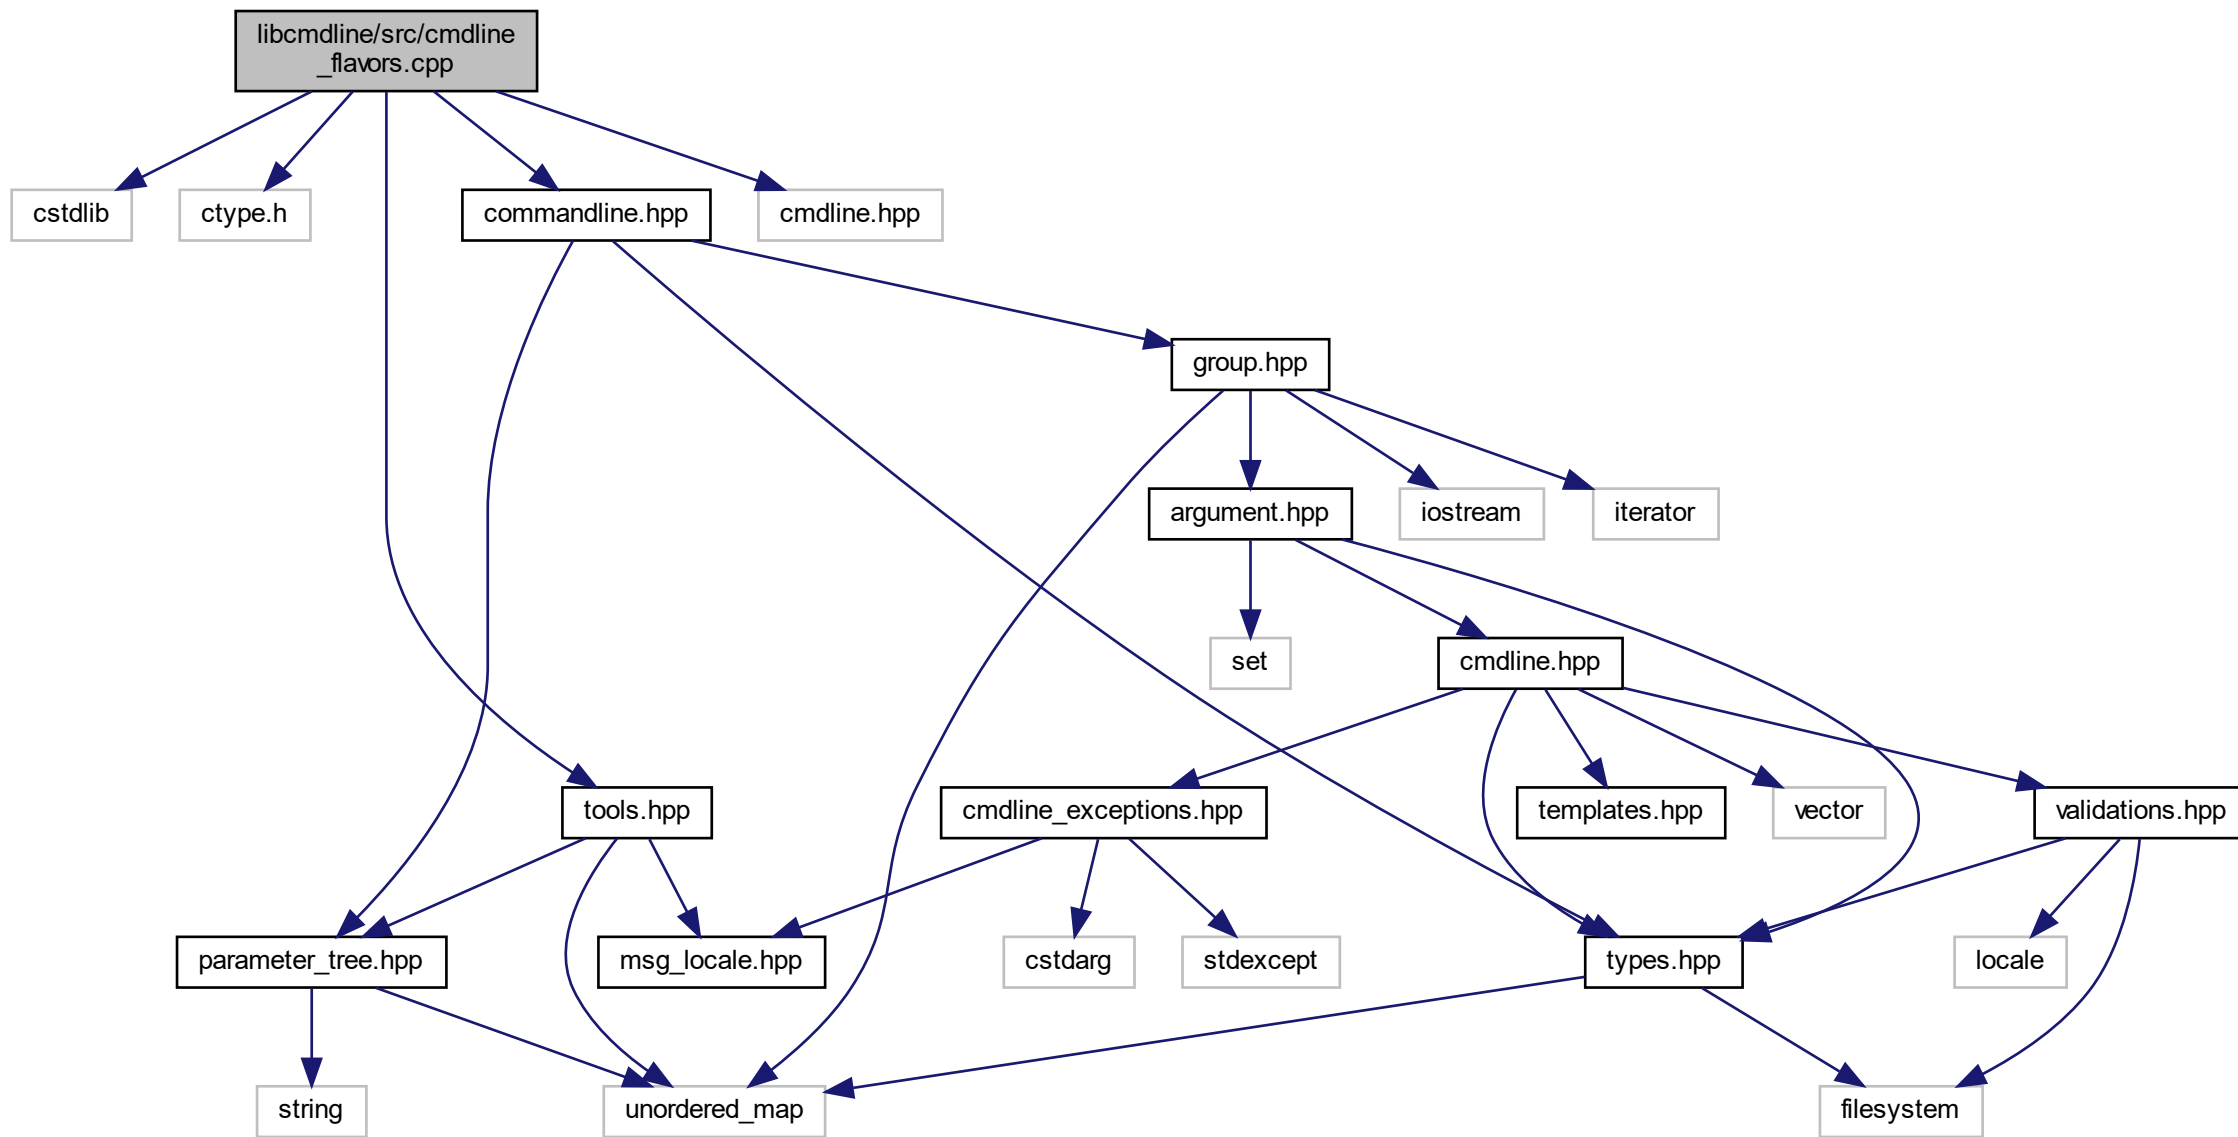 libcmdline/src/cmdline
_flavors.cpp
cstdlib
ctype.h
commandline.hpp
cmdline.hpp
group.hpp
argument.hpp
iostream
iterator
set
cmdline.hpp
tools.hpp
cmdline_exceptions.hpp
templates.hpp
vector
validations.hpp
parameter_tree.hpp
msg_locale.hpp
cstdarg
stdexcept
types.hpp
locale
string
unordered_map
filesystem